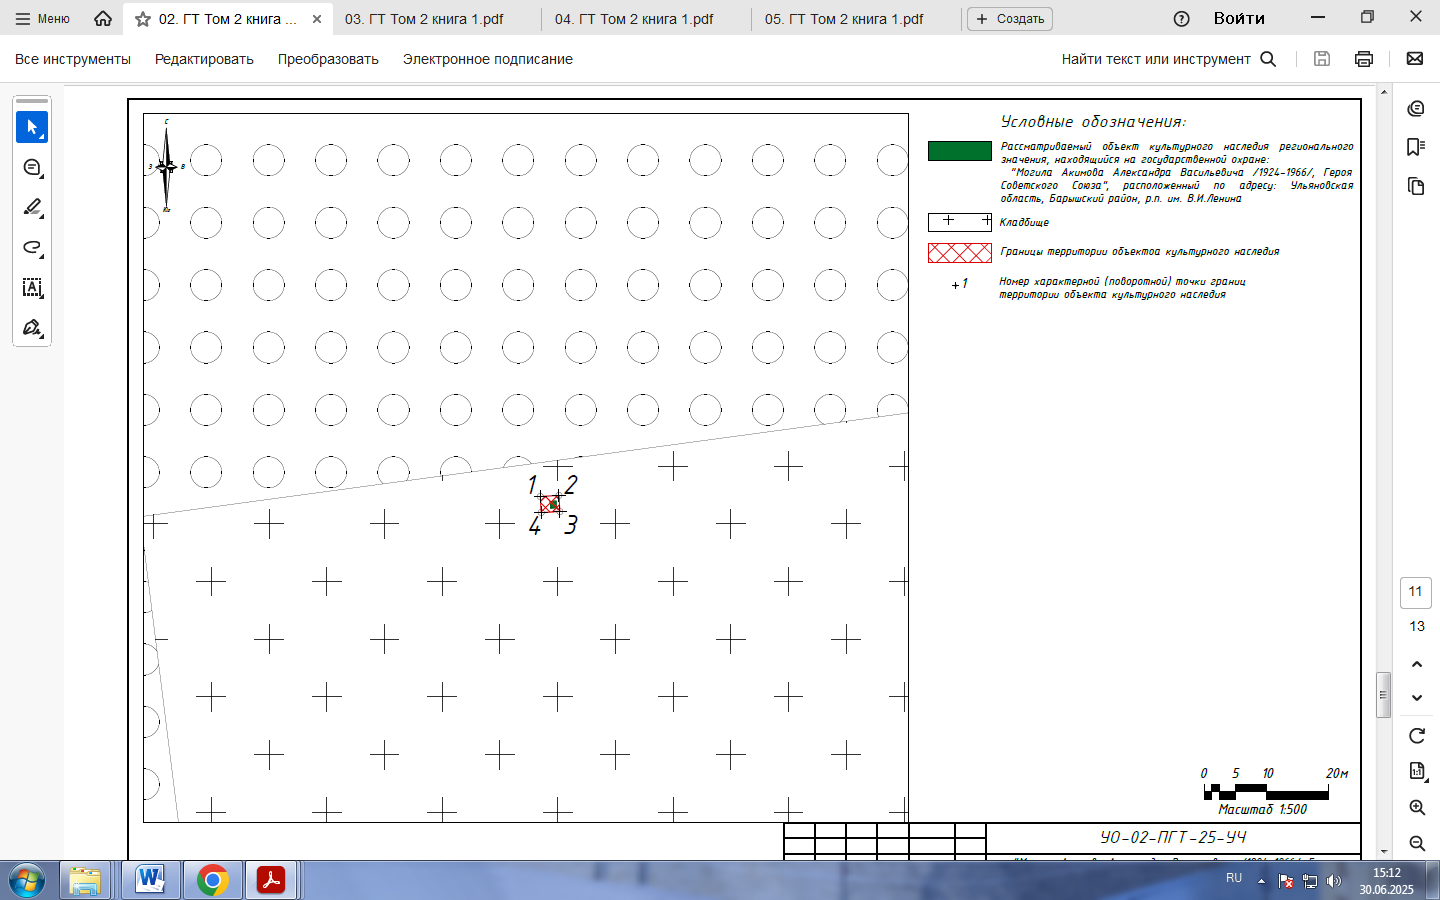 Меню
02. ГТ Том 2 книга ...
03. ГТ Том 2 книга 1.pdf
04. ГТ Том 2 книга 1.pdf
05. ГТ Том 2 книга 1.pdf
Создать
Войти
Все инструменты
Редактировать
Преобразовать
Электронное подписание
Найти текст или инструмент
С
З
В
Условные обозначения:
Рассматриваемый объект культурного наследия регионального
значения, находящийся на государственной охране:
"Могила Акимова Александра Васильевича /1924-1966/, Героя
Советского Союза", расположенный по адресу: Ульяновская
область, Барышский район, р.п. им. В.И.Ленина
Кладбище
Границы территории объектоа культурного наследия
+1
Номер характерной (поворотной) точки границ
территории объекта культурного наследия
1
2
4
3
0 5 10 20м
Масштаб 1:500
УО-02-ПГТ-25-УЧ
11
13
1:1
RU
15:12
30.06.2025